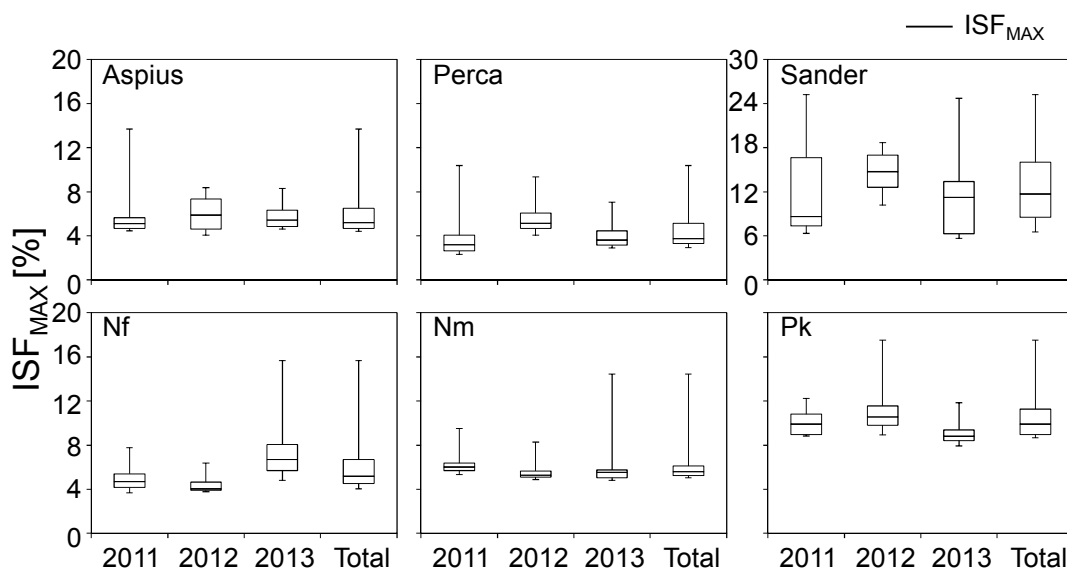 ISFMAX
Aspius
Perca
Sander
20
16
12
8
4
0
30
24
18
12
6
0
ISFMAX [%]
Nf
Nm
Pk
20
16
12
8
4
0
2011 2012 2013 Total
2011 2012 2013 Total
2011 2012 2013 Total